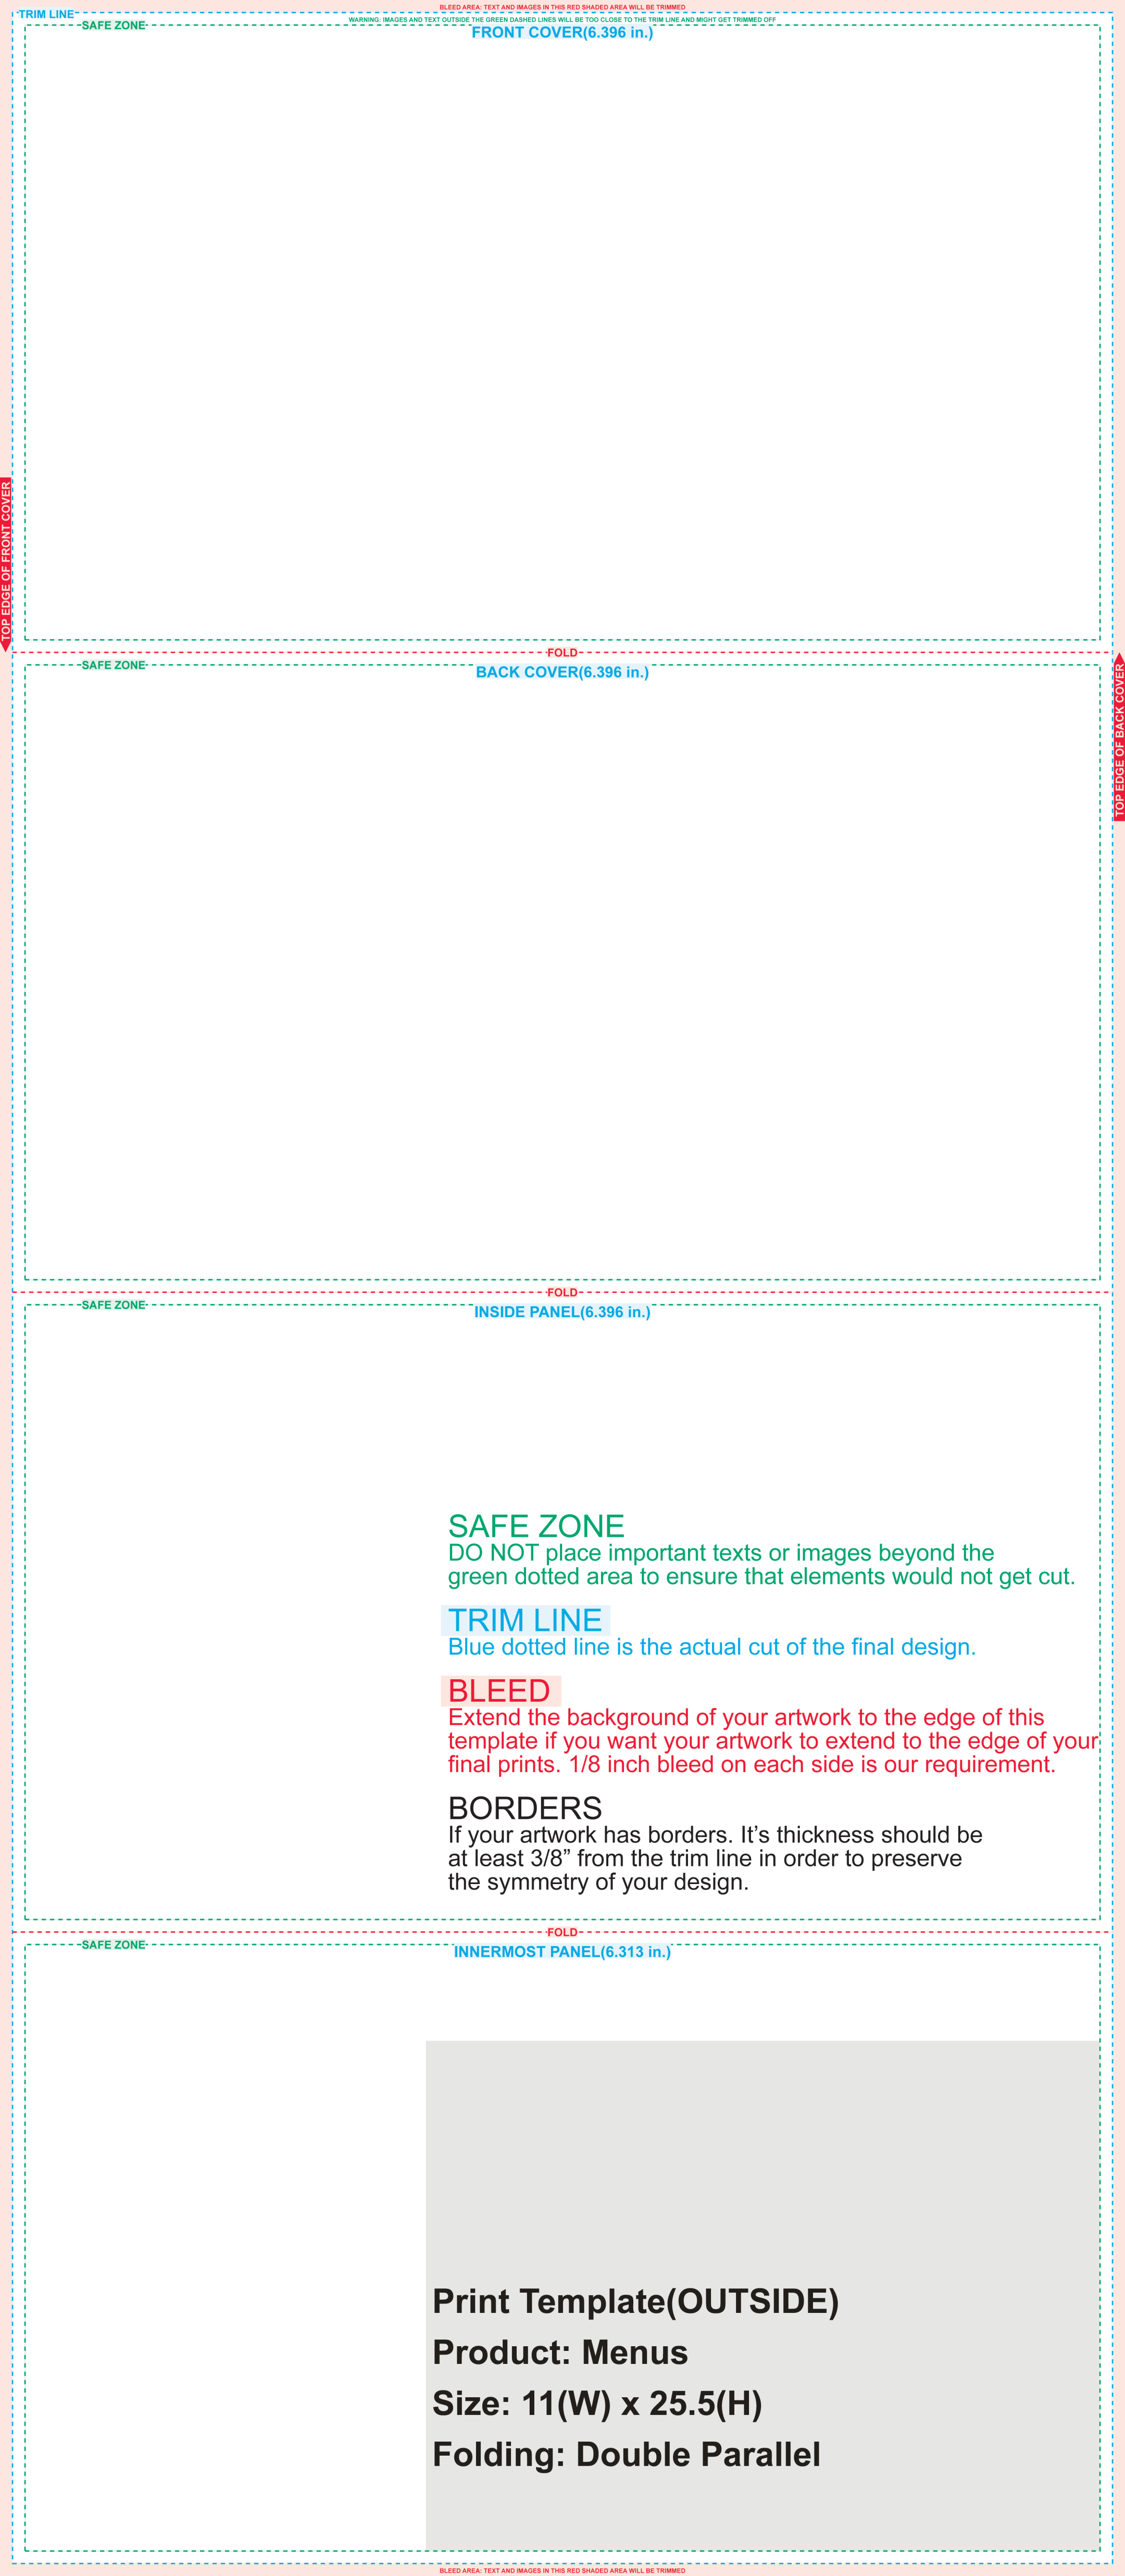 BLEED AREA: TEXT AND IMAGES IN THIS RED SHADED AREA WILL BE TRIMMED
TRIM LINE
WARNING: IMAGES AND TEXT OUTSIDE THE GREEN DASHED LINES WILL BE TOO CLOSE TO THE TRIM LINE AND MIGHT GET TRIMMED OFF
SAFE ZONE
FRONT COVER(6.396 in.)
TOP EDGE OF FRONT COVER
FOLD
SAFE ZONE
BACK COVER(6.396 in.)
TOP EDGE OF BACK COVER
FOLD
SAFE ZONE
INSIDE PANEL(6.396 in.)
SAFE ZONE
DO NOT place important texts or images beyond the
green dotted area to ensure that elements would not get cut.
TRIM LINE
Blue dotted line is the actual cut of the final design.
BLEED
Extend the background of your artwork to the edge of this
template if you want your artwork to extend to the edge of your
final prints. 1/8 inch bleed on each side is our requirement.
BORDERS
If your artwork has borders. It’s thickness should be
at least 3/8” from the trim line in order to preserve
the symmetry of your design.
FOLD
SAFE ZONE
INNERMOST PANEL(6.313 in.)
Print Template(OUTSIDE)
Product: Menus
Size: 11(W) x 25.5(H)
Folding: Double Parallel
BLEED AREA: TEXT AND IMAGES IN THIS RED SHADED AREA WILL BE TRIMMED